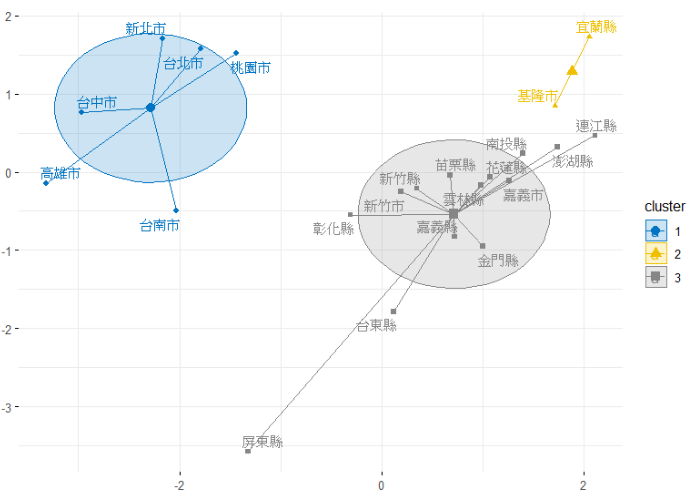 2
1
0
-1
-2
-3
-2
0
2
新北市
台北市
桃園市
台中市
高雄市
台南市
宜蘭縣
基隆市
連江縣
南投縣
澎湖縣
苗栗縣
花蓮縣
新竹縣
嘉義市
雲林縣
新竹市
嘉義縣
彰化縣
金門縣
台東縣
屏東縣
cluster
1
2
3